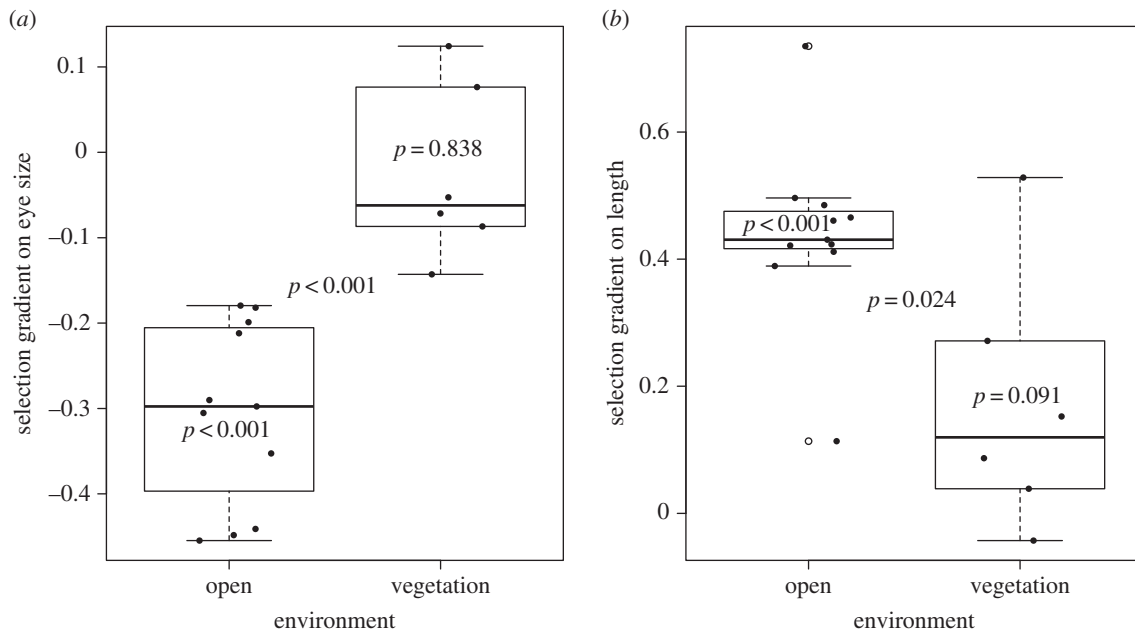 (a)
selection gradient on eye size
0.1
0
–0.1
–0.2
–0.3
–0.4
p = 0.838
p < 0.001
p < 0.001
open
vegetation
environment
(b)
selection gradient on length
0.6
0.4
0.2
0
p < 0.001
p = 0.024
p = 0.091
open
vegetation
environment